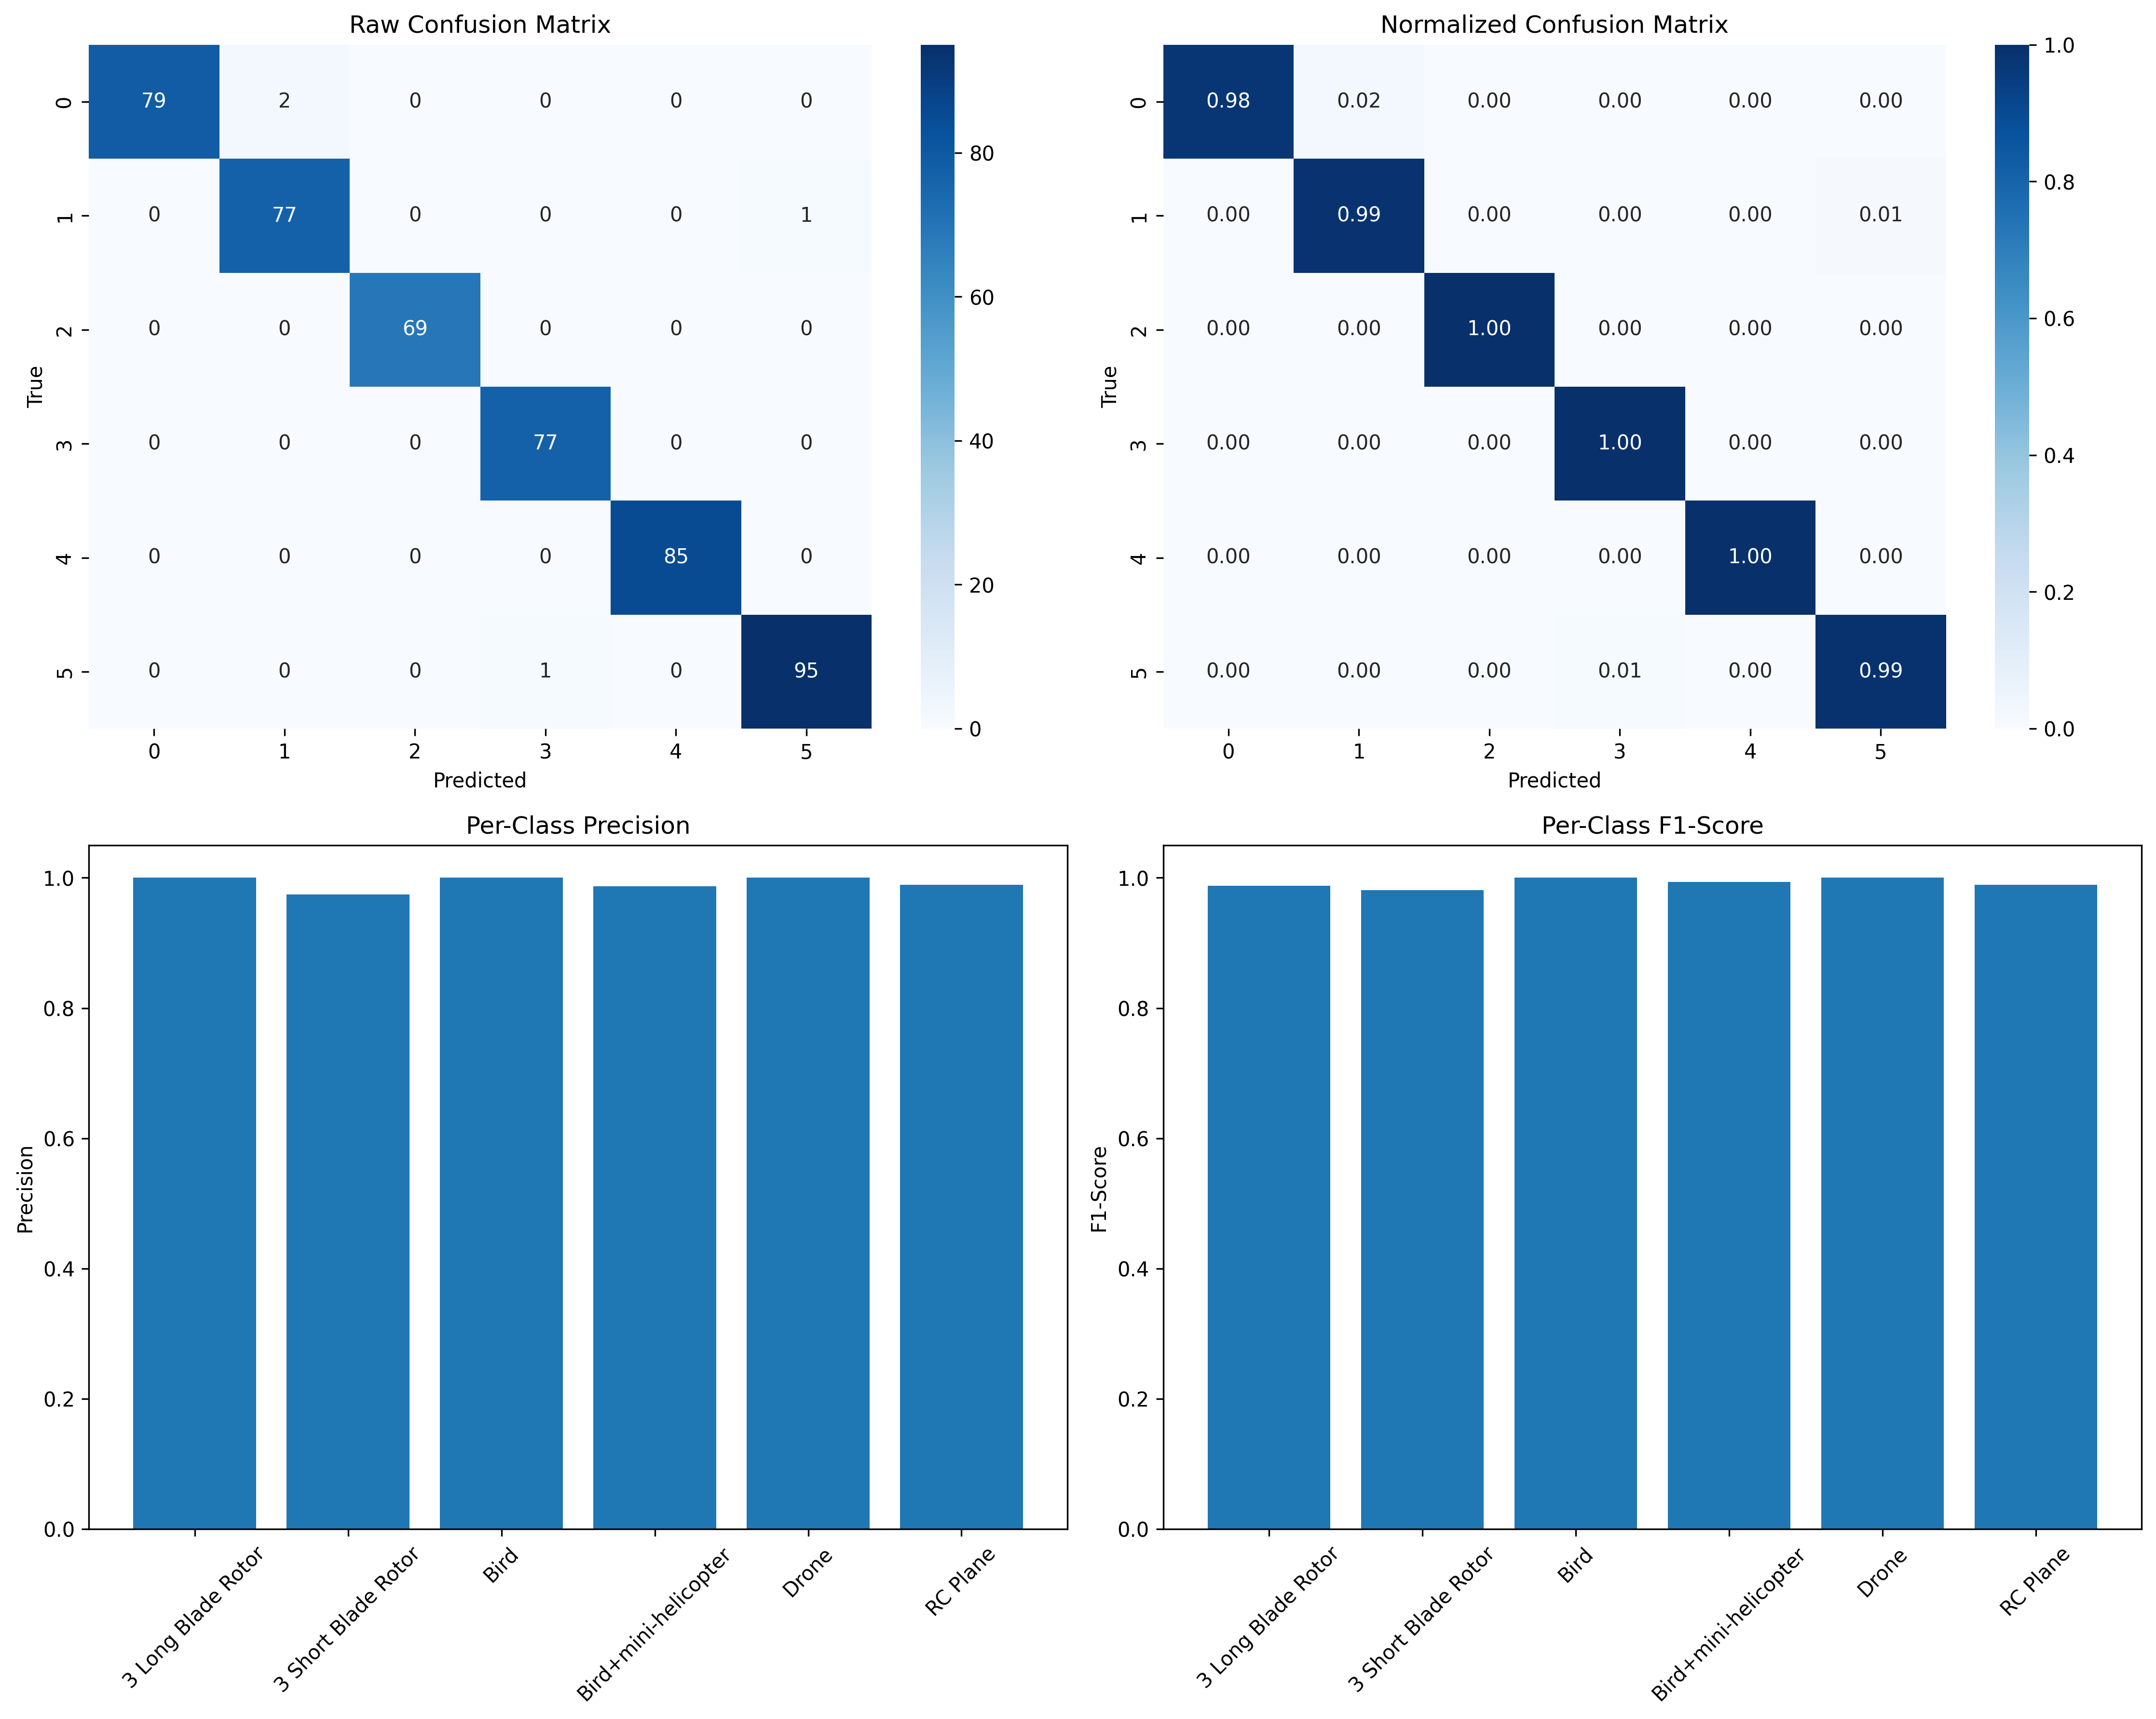 Raw Confusion Matrix
True
0 79 2 0 0 0 0
1 0 77 0 0 0 1
2 0 0 69 0 0 0
3 0 0 0 77 0 0
4 0 0 0 0 85 0
5 0 0 0 1 0 95
0 1 2 3 4 5
Predicted
80
60
40
20
0
Normalized Confusion Matrix
True
0 0.98 0.02 0.00 0.00 0.00 0.00
1 0.00 0.99 0.00 0.00 0.00 0.01
2 0.00 0.00 1.00 0.00 0.00 0.00
3 0.00 0.00 0.00 1.00 0.00 0.00
4 0.00 0.00 0.00 0.00 1.00 0.00
5 0.00 0.00 0.00 0.01 0.00 0.99
0 1 2 3 4 5
Predicted
1.0
0.8
0.6
0.4
0.2
0.0
Per-Class Precision
Precision
1.0
0.8
0.6
0.4
0.2
0.0
3 Long Blade Rotor
3 Short Blade Rotor
Bird
Bird+mini-helicopter
Drone
RC Plane
Per-Class F1-Score
F1-Score
1.0
0.8
0.6
0.4
0.2
0.0
3 Long Blade Rotor
3 Short Blade Rotor
Bird
Bird+mini-helicopter
Drone
RC Plane